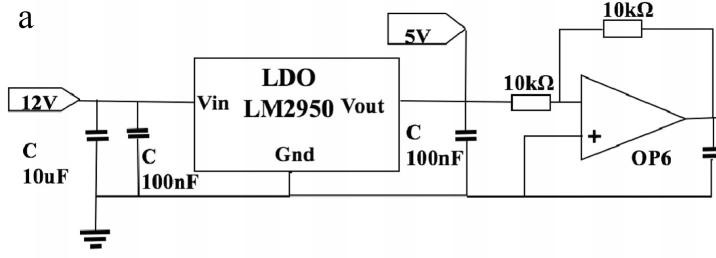 a
10kΩ
5V
LDO
10kΩ
12V
Vin LM2950 Vout
+
C
Gnd
OP6
C
C
100nF
10uF
100nF